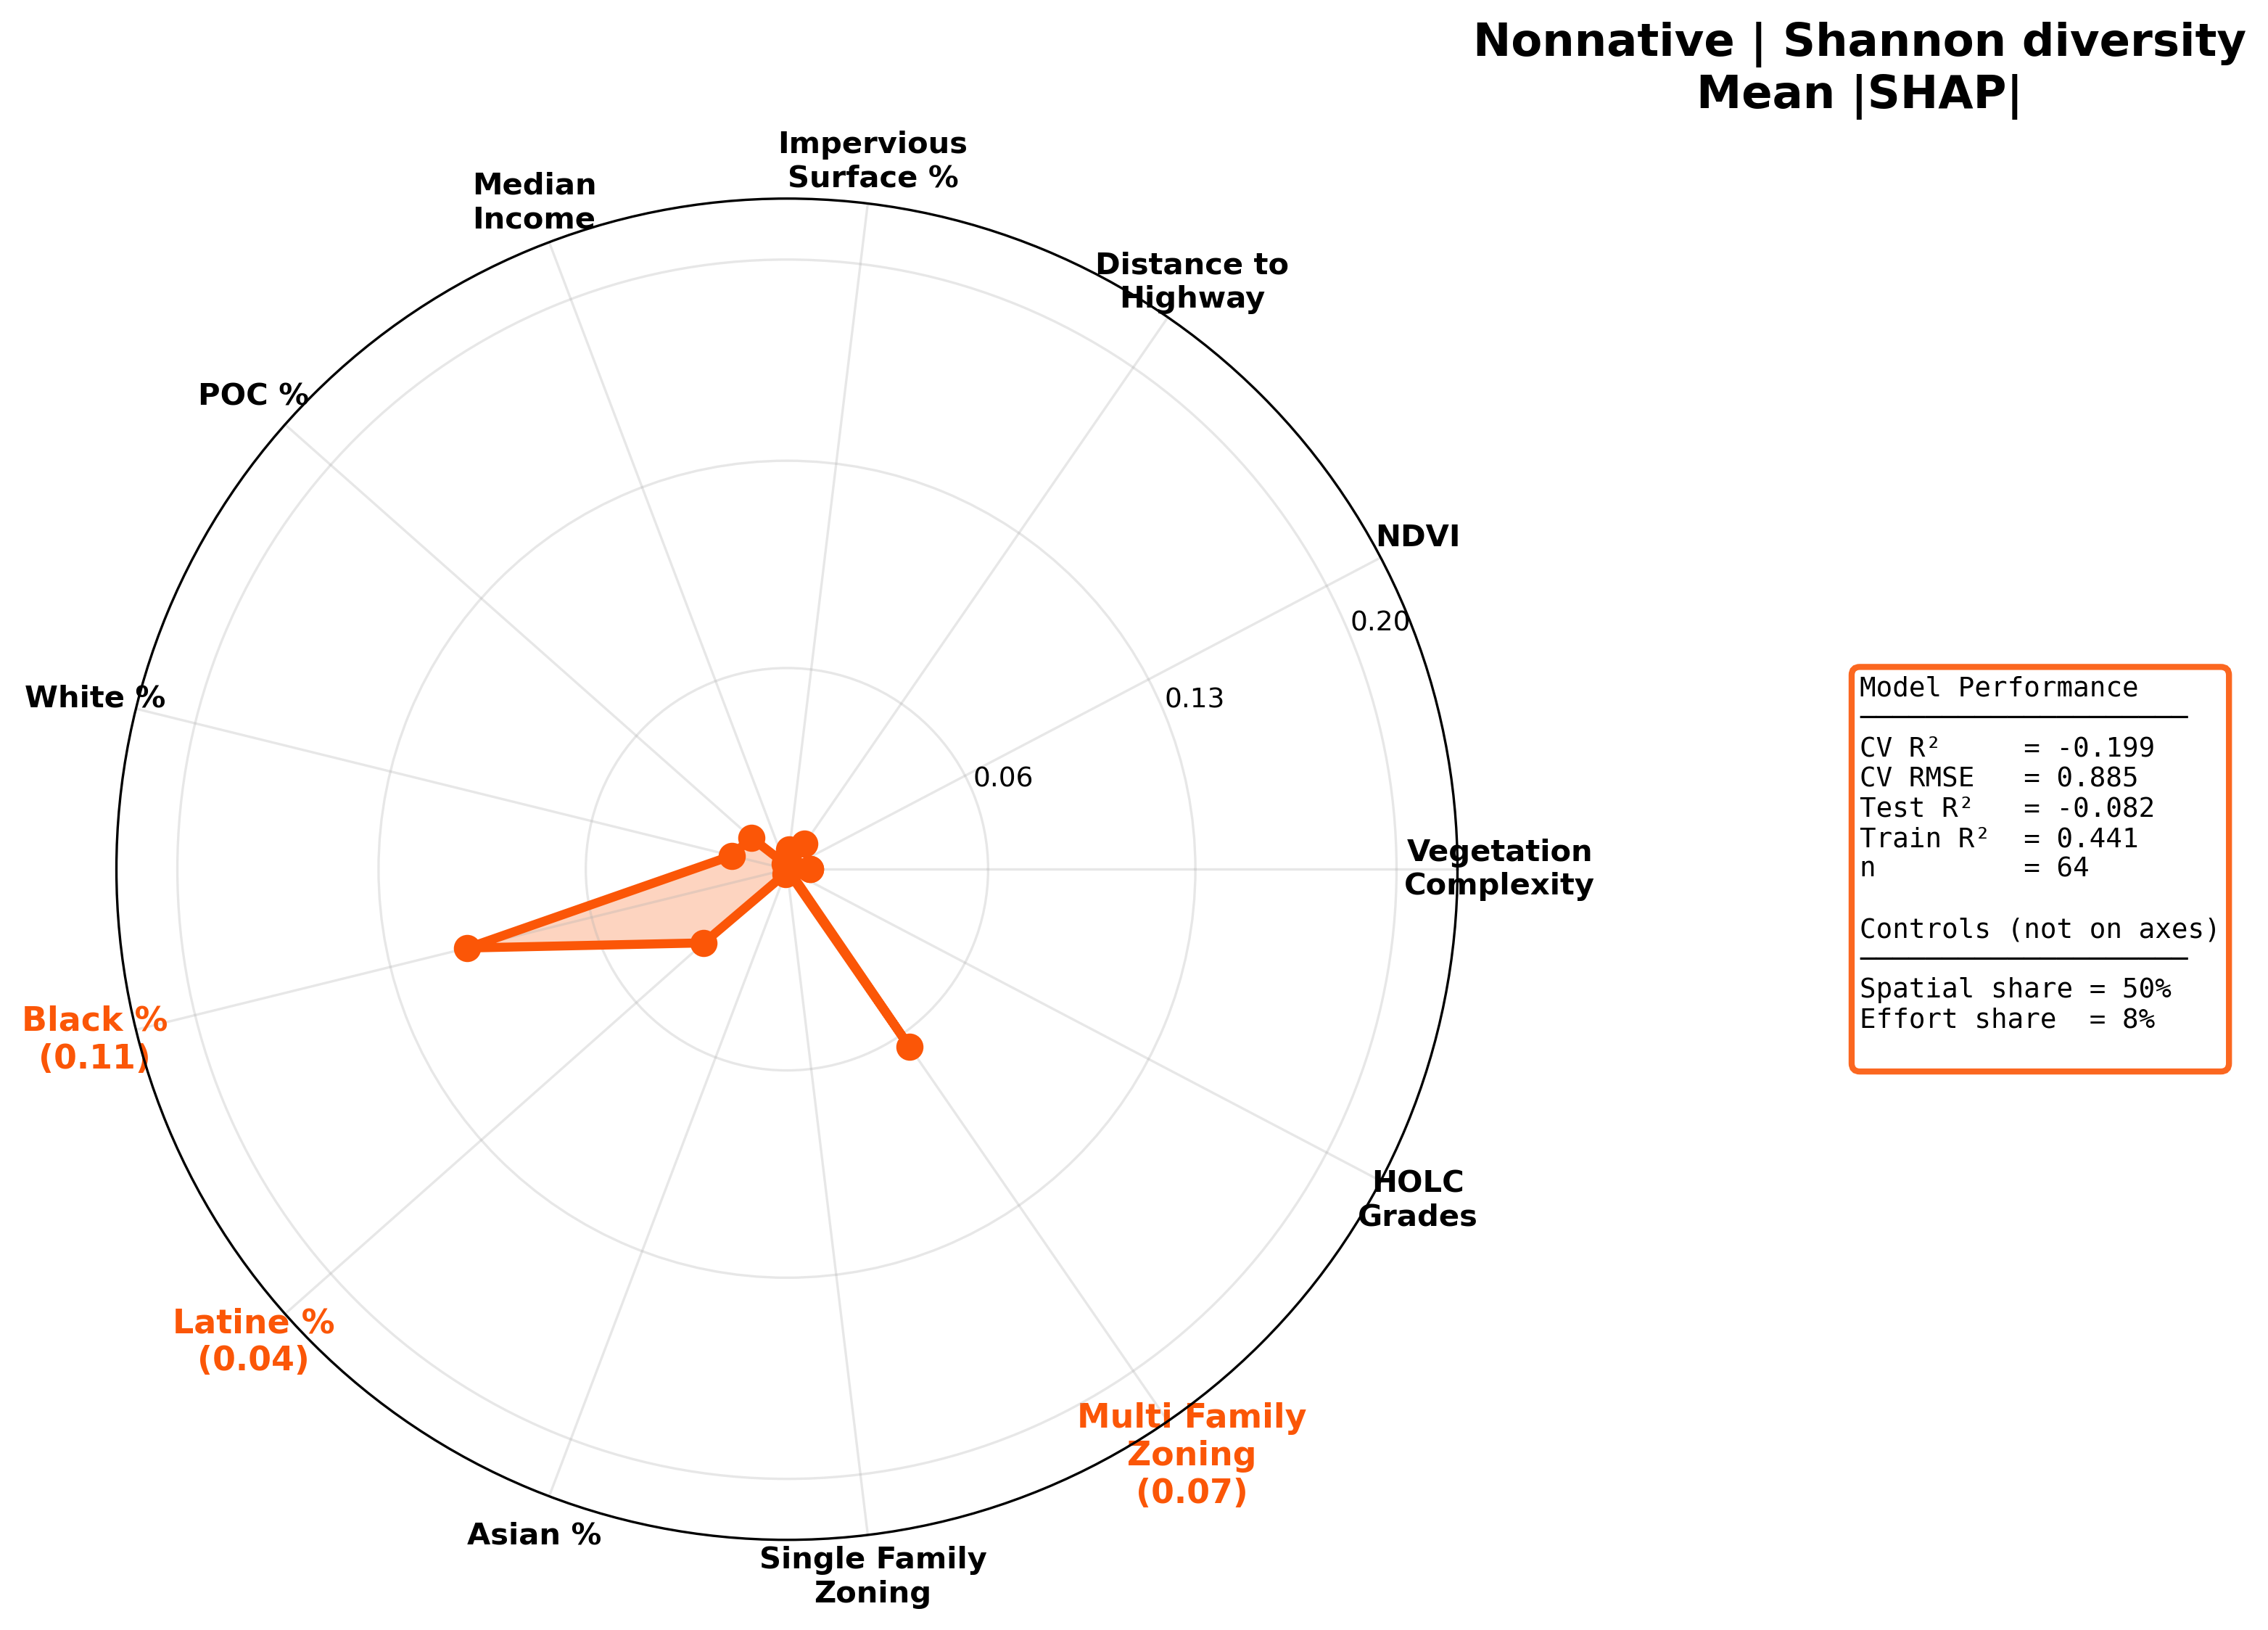 Nonnative | Shannon diversity
Mean |SHAP|
Impervious
Surface %
Median
Income
Distance to
Highway
POC %
NDVI
0.20
White %
0.13
0.06
Vegetation
Complexity
Black %
(0.11)
HOLC
Grades
Latine %
(0.04)
Multi Family
Zoning
(0.07)
Asian %
Single Family
Zoning
Model Performance
CV R² = -0.199
CV RMSE = 0.885
Test R² = -0.082
Train R² = 0.441
n = 64
Controls (not on axes)
Spatial share = 50%
Effort share = 8%